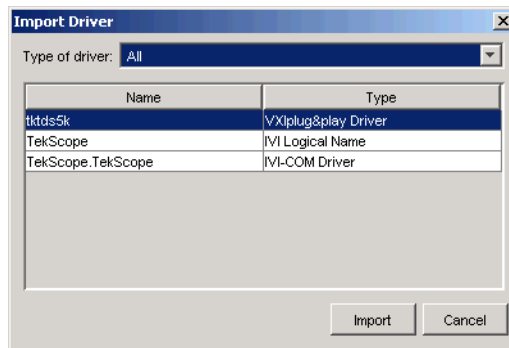 Import Driver
Type of driver: All
Name Type
tktds5k VXIplug&play Driver
TekScope IVI Logical Name
TekScope.TekScope IVI-COM Driver
Import Cancel